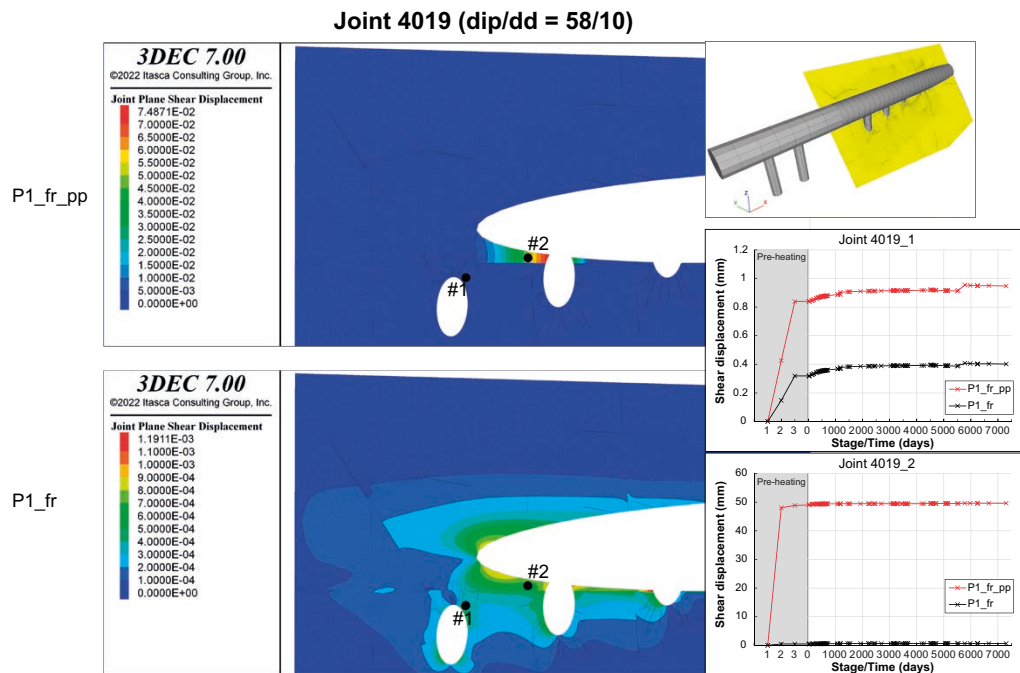 Joint 4019 (dip/dd = 58/10)
P1_fr_pp
3DEC 7.00
©2022 Itasca Consulting Group, Inc.
Joint Plane Shear Displacement
7.4871E-02
7.0000E-02
6.5000E-02
6.0000E-02
5.5000E-02
5.0000E-02
4.5000E-02
4.0000E-02
3.5000E-02
3.0000E-02
2.5000E-02
2.0000E-02
1.5000E-02
1.0000E-02
5.0000E-03
0.0000E+00
#1
#2
Z
Y
X
P1_fr
3DEC 7.00
©2022 Itasca Consulting Group, Inc.
Joint Plane Shear Displacement
1.1911E-03
1.1000E-03
1.0000E-03
9.0000E-04
8.0000E-04
7.0000E-04
6.0000E-04
5.0000E-04
4.0000E-04
3.0000E-04
2.0000E-04
1.0000E-04
0.0000E+00
#1
#2
Joint 4019_1
Pre-heating
Shear displacement (mm)
1.2
1
0.8
0.6
0.4
0.2
0
P1_fr_pp
P1_fr
1 2 3 0 1000 2000 3000 4000 5000 6000 7000
Stage/Time (days)
Joint 4019_2
Pre-heating
Shear displacement (mm)
60
50
40
30
20
10
0
P1_fr_pp
P1_fr
1 2 3 0 1000 2000 3000 4000 5000 6000 7000
Stage/Time (days)